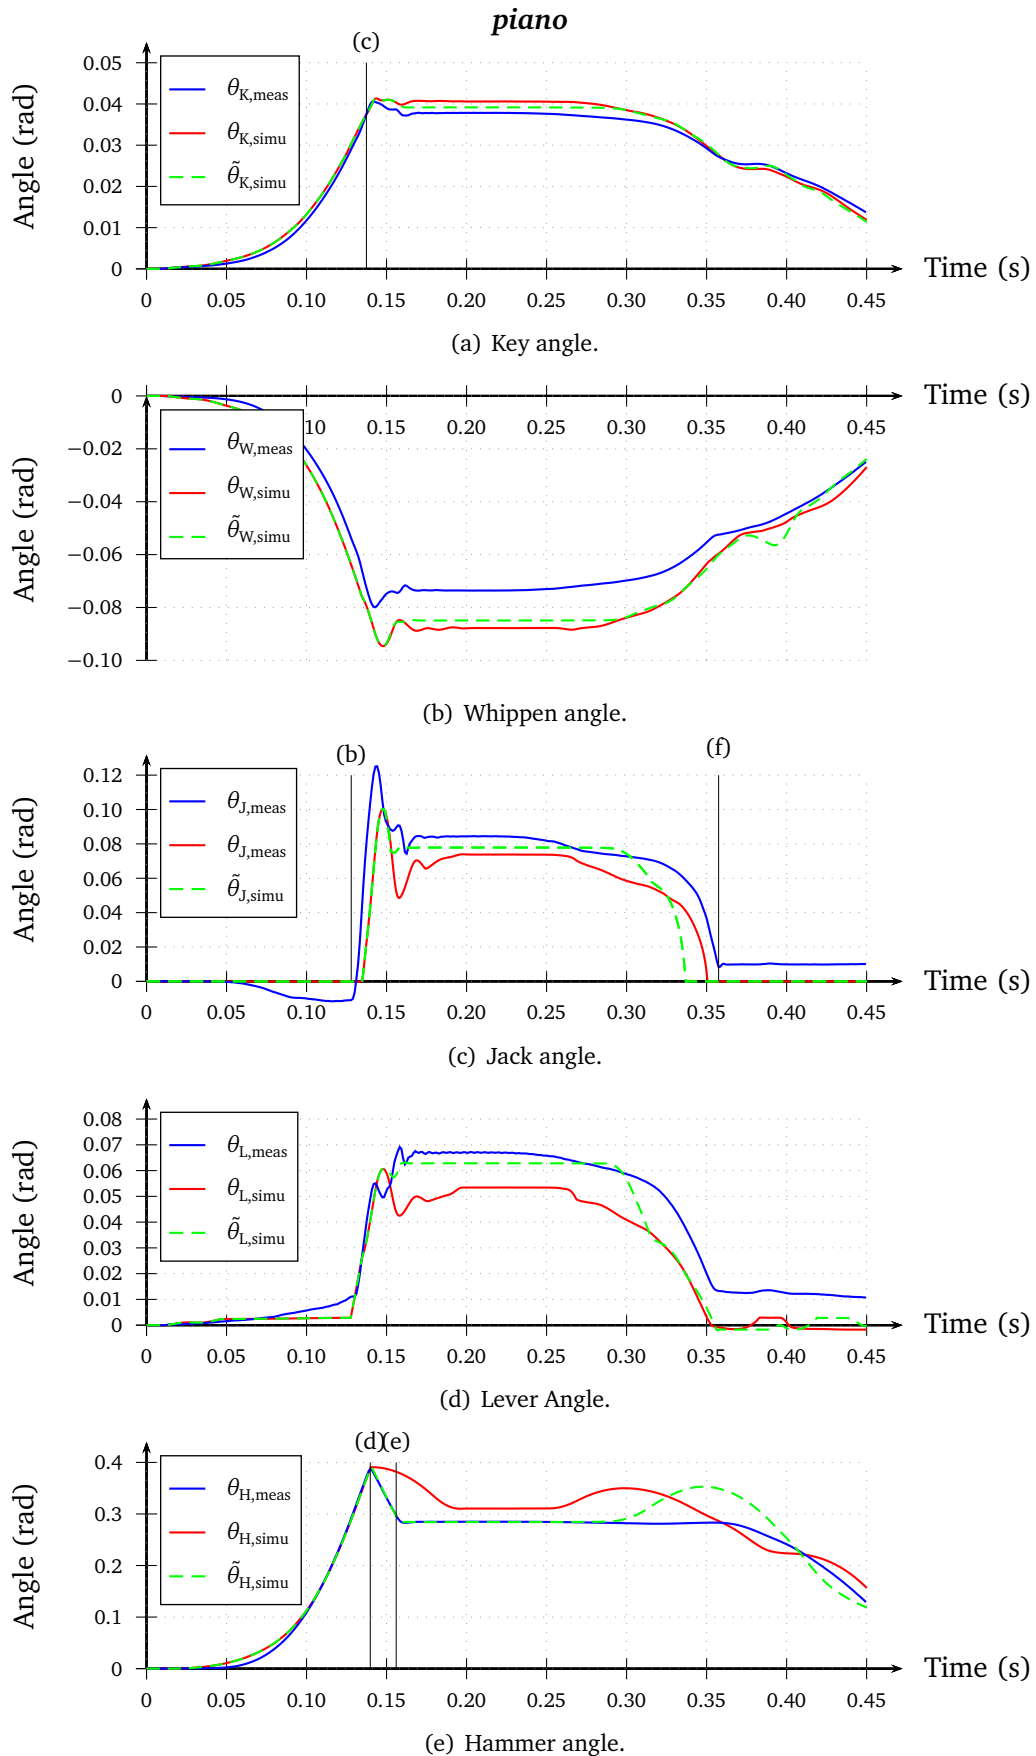 piano
(c)
0.05
0.04
0.03
0.02
0.01
0
Angle (rad)
θK,meas
θK,simu
θ̃K,simu
0 0.05 0.10 0.15 0.20 0.25 0.30 0.35 0.40 0.45
Time (s)
(a) Key angle.
0
−0.02
−0.04
−0.06
−0.08
−0.10
Angle (rad)
Time (s)
10 0.15 0.20 0.25 0.30 0.35 0.40 0.45
θW,meas
θW,simu
θ̃W,simu
(b) Whippen angle.
(b) (f)
0.12
0.10
0.08
0.06
0.04
0.02
0
Angle (rad)
θJ,meas
θJ,meas
θ̃J,simu
Time (s)
0 0.05 0.10 0.15 0.20 0.25 0.30 0.35 0.40 0.45
(c) Jack angle.
0.08
0.07
0.06
0.05
0.04
0.03
0.02
0.01
0
Angle (rad)
θL,meas
θL,simu
θ̃L,simu
Time (s)
0 0.05 0.10 0.15 0.20 0.25 0.30 0.35 0.40 0.45
(d) Lever Angle.
(d)(e)
0.4
0.3
0.2
0.1
0
Angle (rad)
θH,meas
θH,simu
θ̃H,simu
Time (s)
0 0.05 0.10 0.15 0.20 0.25 0.30 0.35 0.40 0.45
(e) Hammer angle.